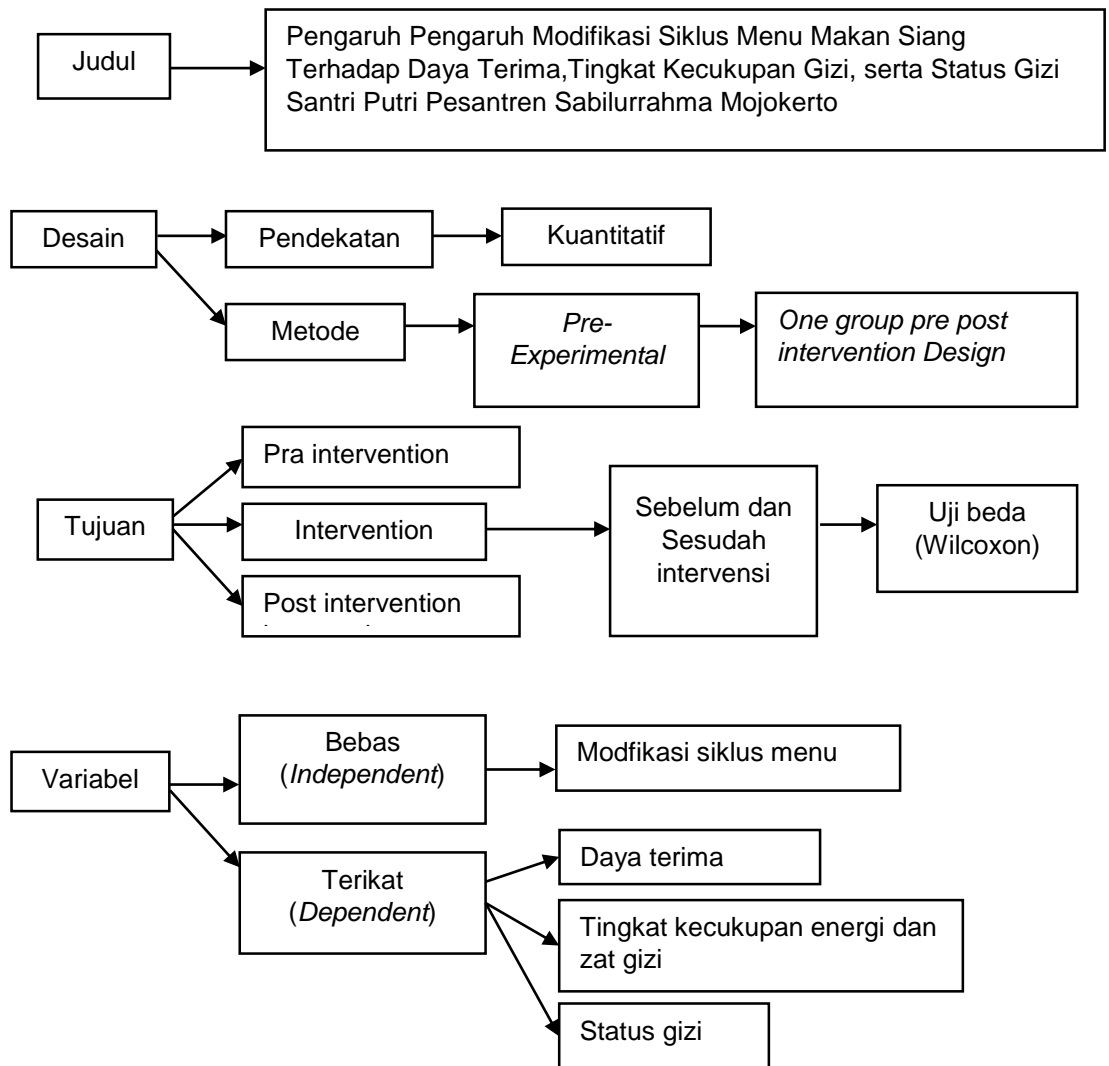 Judul
Pengaruh Pengaruh Modifikasi Siklus Menu Makan Siang
Terhadap Daya Terima,Tingkat Kecukupan Gizi, serta Status Gizi
Santri Putri Pesantren Sabilurrahma Mojokerto
Desain
Pendekatan
Kuantitatif
Metode
Pre-
Experimental
One group pre post
intervention Design
Tujuan
Pra intervention
Intervention
Post intervention
Sebelum dan
Sesudah
intervensi
Uji beda
(Wilcoxon)
Variabel
Bebas
(Independent)
Modfikasi siklus menu
Terikat
(Dependent)
Daya terima
Tingkat kecukupan energi dan
zat gizi
Status gizi